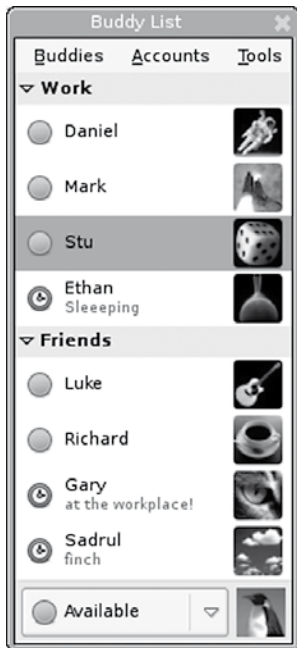 Buddy List
Buddies Accounts Tools
Work
Daniel
Mark
Stu
Ethan
Sleeeping
Friends
Luke
Richard
Gary
at the workplace!
Sadrul
finch
Available